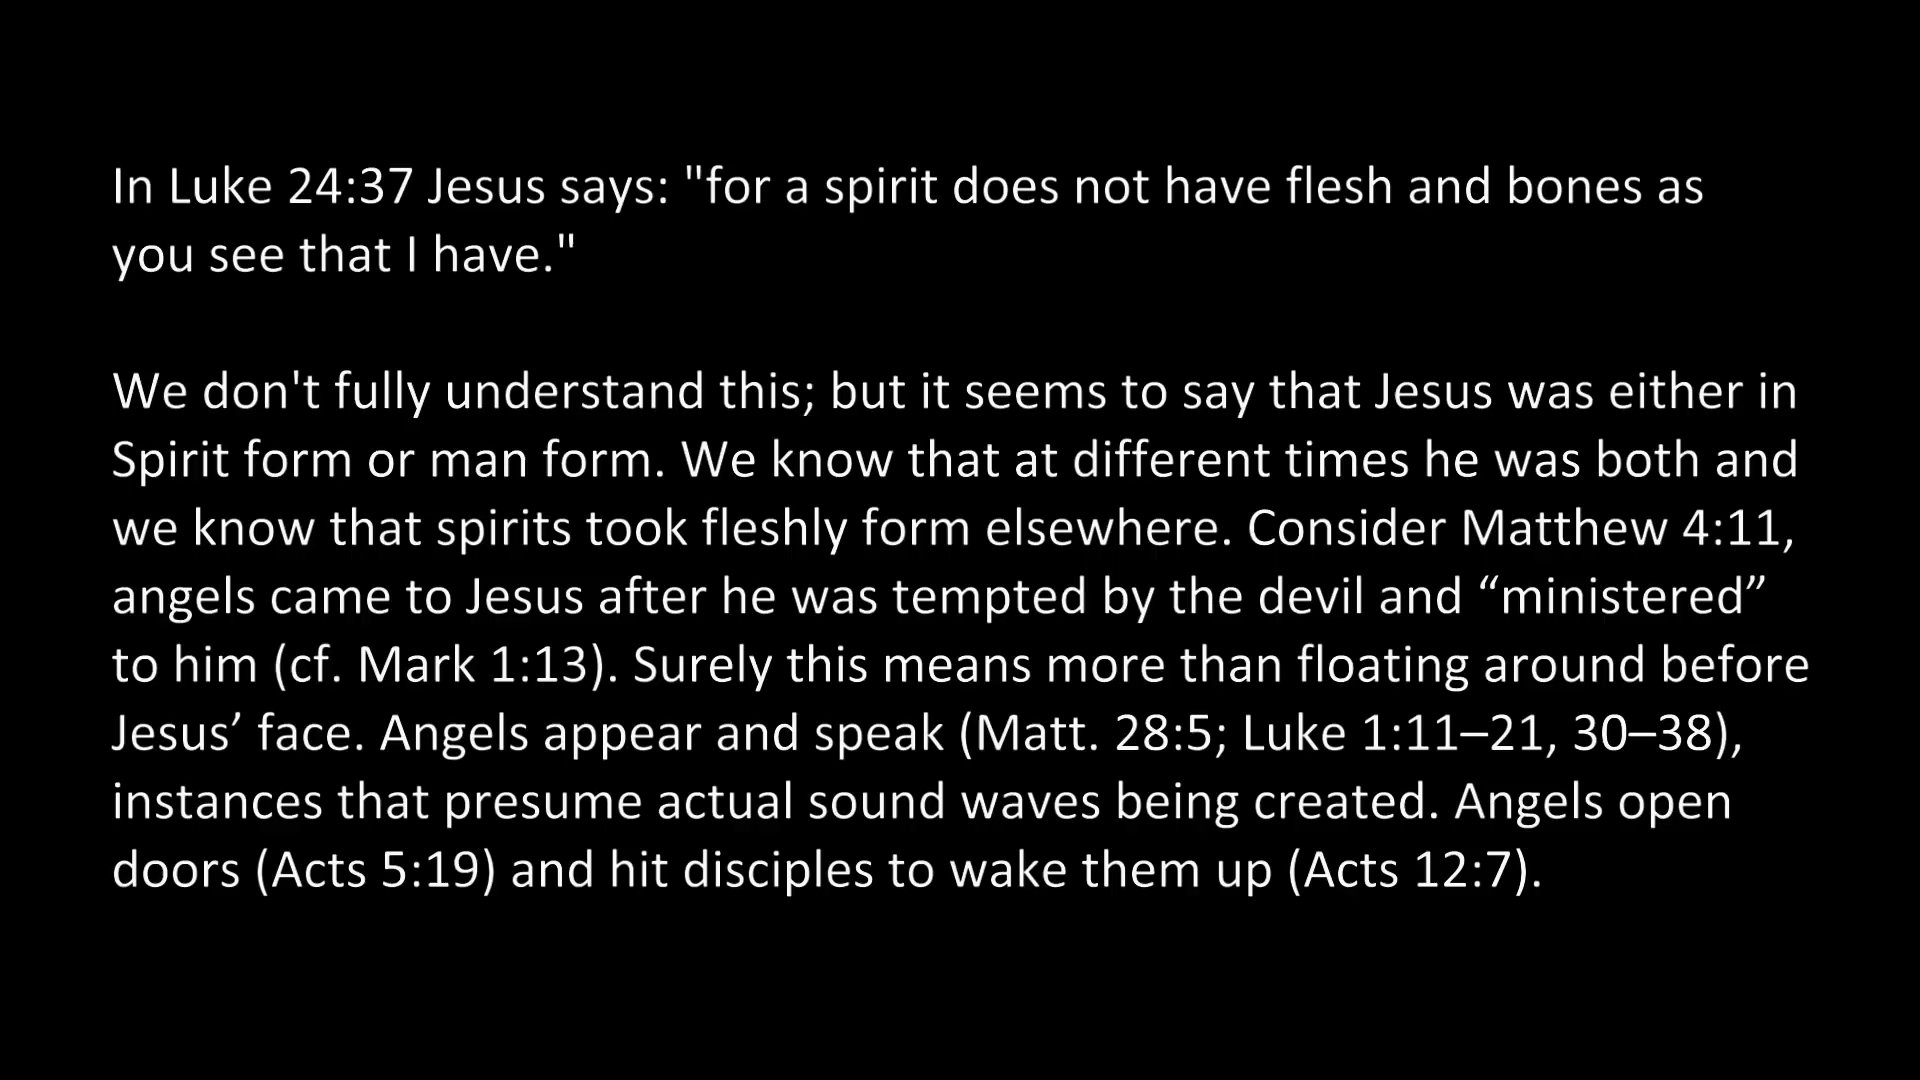 In Luke 24:37 Jesus says: "for a spirit does not have flesh and bones as
you see that I have."
We don't fully understand this; but it seems to say that Jesus was either in
Spirit form or man form. We know that at different times he was both and
we know that spirits took fleshly form elsewhere. Consider Matthew 4:11,
angels came to Jesus after he was tempted by the devil and “ministered”
to him (cf. Mark 1:13). Surely this means more than floating around before
Jesus’ face. Angels appear and speak (Matt. 28:5; Luke 1:11–21, 30–38),
instances that presume actual sound waves being created. Angels open
doors (Acts 5:19) and hit disciples to wake them up (Acts 12:7).